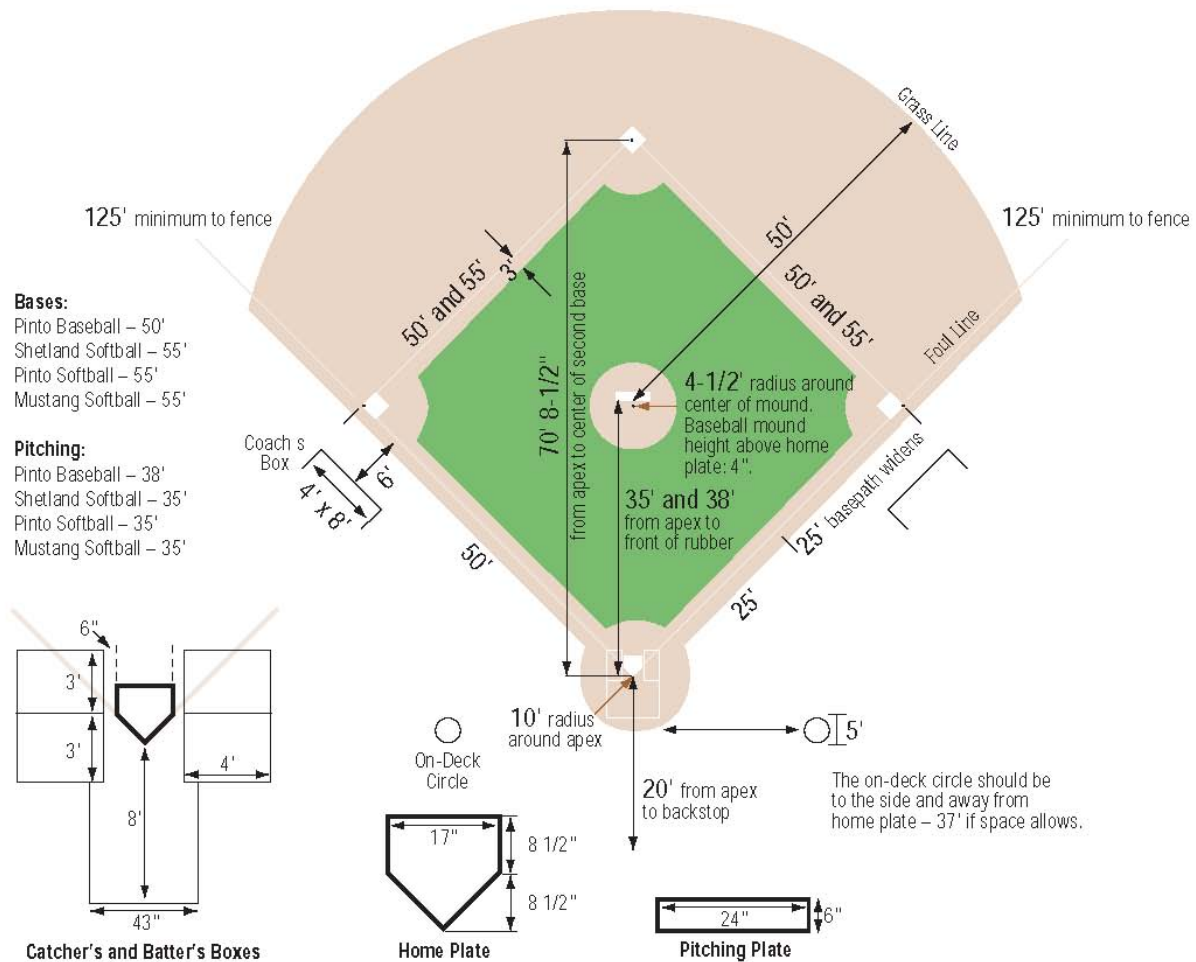 Grass Line
125' minimum to fence
125' minimum to fence
50'
3'
50' and 55'
50' and 55'
Foul Line
70' 8-1/2"
from apex to center of second base
Bases:
Pinto Baseball – 50'
Shetland Softball – 55'
Pinto Softball – 55'
Mustang Softball – 55'
Pitching:
Pinto Baseball – 38'
Shetland Softball – 35'
Pinto Softball – 35'
Mustang Softball – 35'
4-1/2' radius around
center of mound.
Baseball mound
height above home
plate: 4".
Coach s
Box
4' x 8'
6'
35' and 38'
from apex to
front of rubber
25' basepath widens
50'
25'
6"
3'
3'
4'
8'
43"
Catcher's and Batter's Boxes
10' radius
around apex
On-Deck
Circle
5'
20' from apex
to backstop
The on-deck circle should be
to the side and away from
home plate – 37' if space allows.
17"
8 1/2"
8 1/2"
Home Plate
24"
6"
Pitching Plate